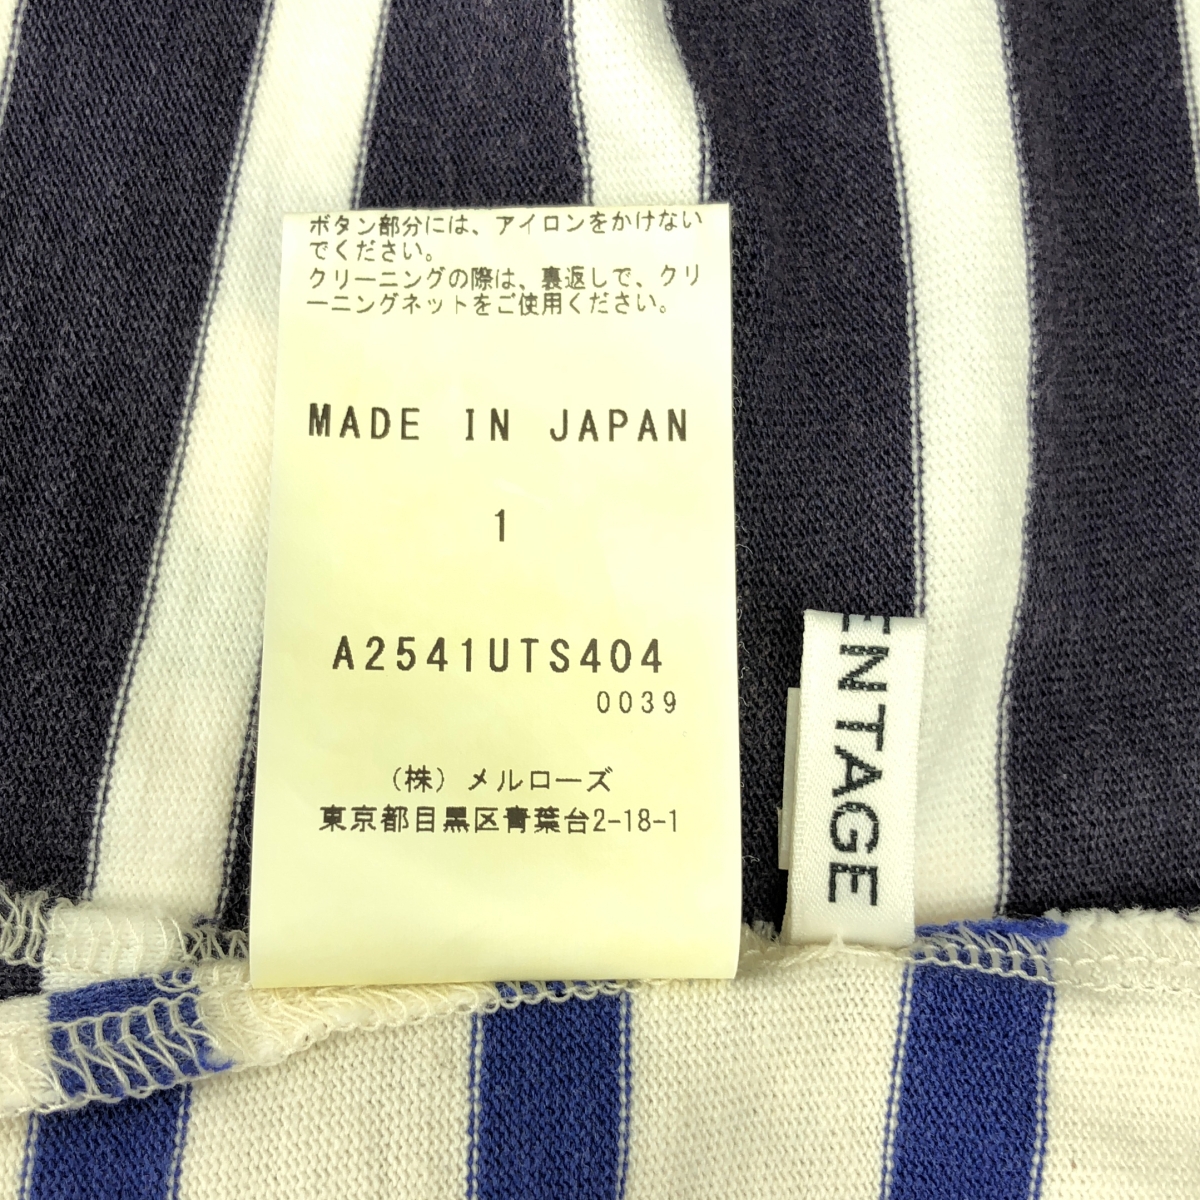 ボタン部分には、アイロンをかけない
でください。
クリーニングの際は、裏返しで、クリ
ーニングネットをご使用ください。
MADE IN JAPAN
1
A2541UTS404
0039
(株) メルローズ
東京都目黒区青葉台2-18-1
ENTAGE